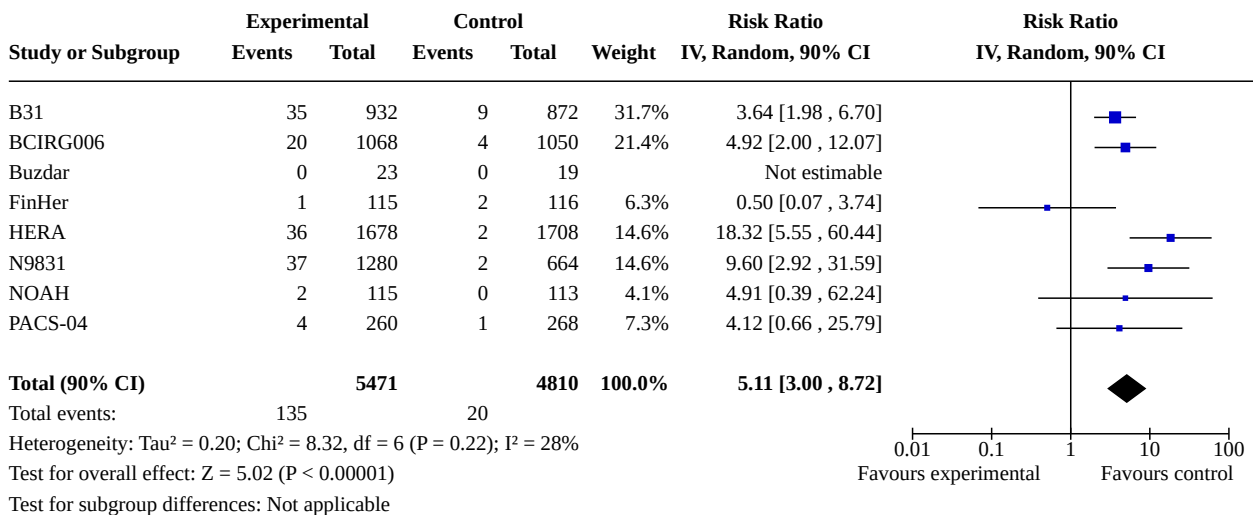 Experimental Control Risk Ratio Risk Ratio
Study or Subgroup Events Total Events Total Weight IV, Random, 90% CI IV, Random, 90% CI
B31 35 932 9 872 31.7% 3.64 [1.98 , 6.70]
BCIRG006 20 1068 4 1050 21.4% 4.92 [2.00 , 12.07]
Buzdar 0 23 0 19 Not estimable
FinHer 1 115 2 116 6.3% 0.50 [0.07 , 3.74]
HERA 36 1678 2 1708 14.6% 18.32 [5.55 , 60.44]
N9831 37 1280 2 664 14.6% 9.60 [2.92 , 31.59]
NOAH 2 115 0 113 4.1% 4.91 [0.39 , 62.24]
PACS-04 4 260 1 268 7.3% 4.12 [0.66 , 25.79]
Total (90% CI) 5471 4810 100.0% 5.11 [3.00 , 8.72]
Total events: 135 20
Heterogeneity: Tau² = 0.20; Chi² = 8.32, df = 6 (P = 0.22); I² = 28%
0.01 0.1 1 10 100
Test for overall effect: Z = 5.02 (P < 0.00001)
Favours experimental Favours control
Test for subgroup differences: Not applicable